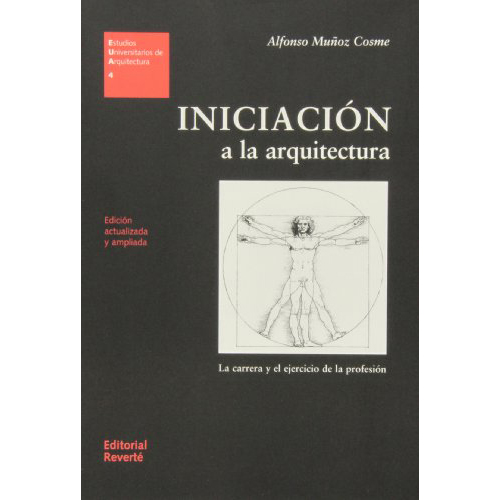 Estudios
Universitarios de
Arquitectura
4
Alfonso Muñoz Cosme
INICIACIÓN
a la arquitectura
Edición
actualizada
y ampliada
La carrera y el ejercicio de la profesión
Editorial
Reverté